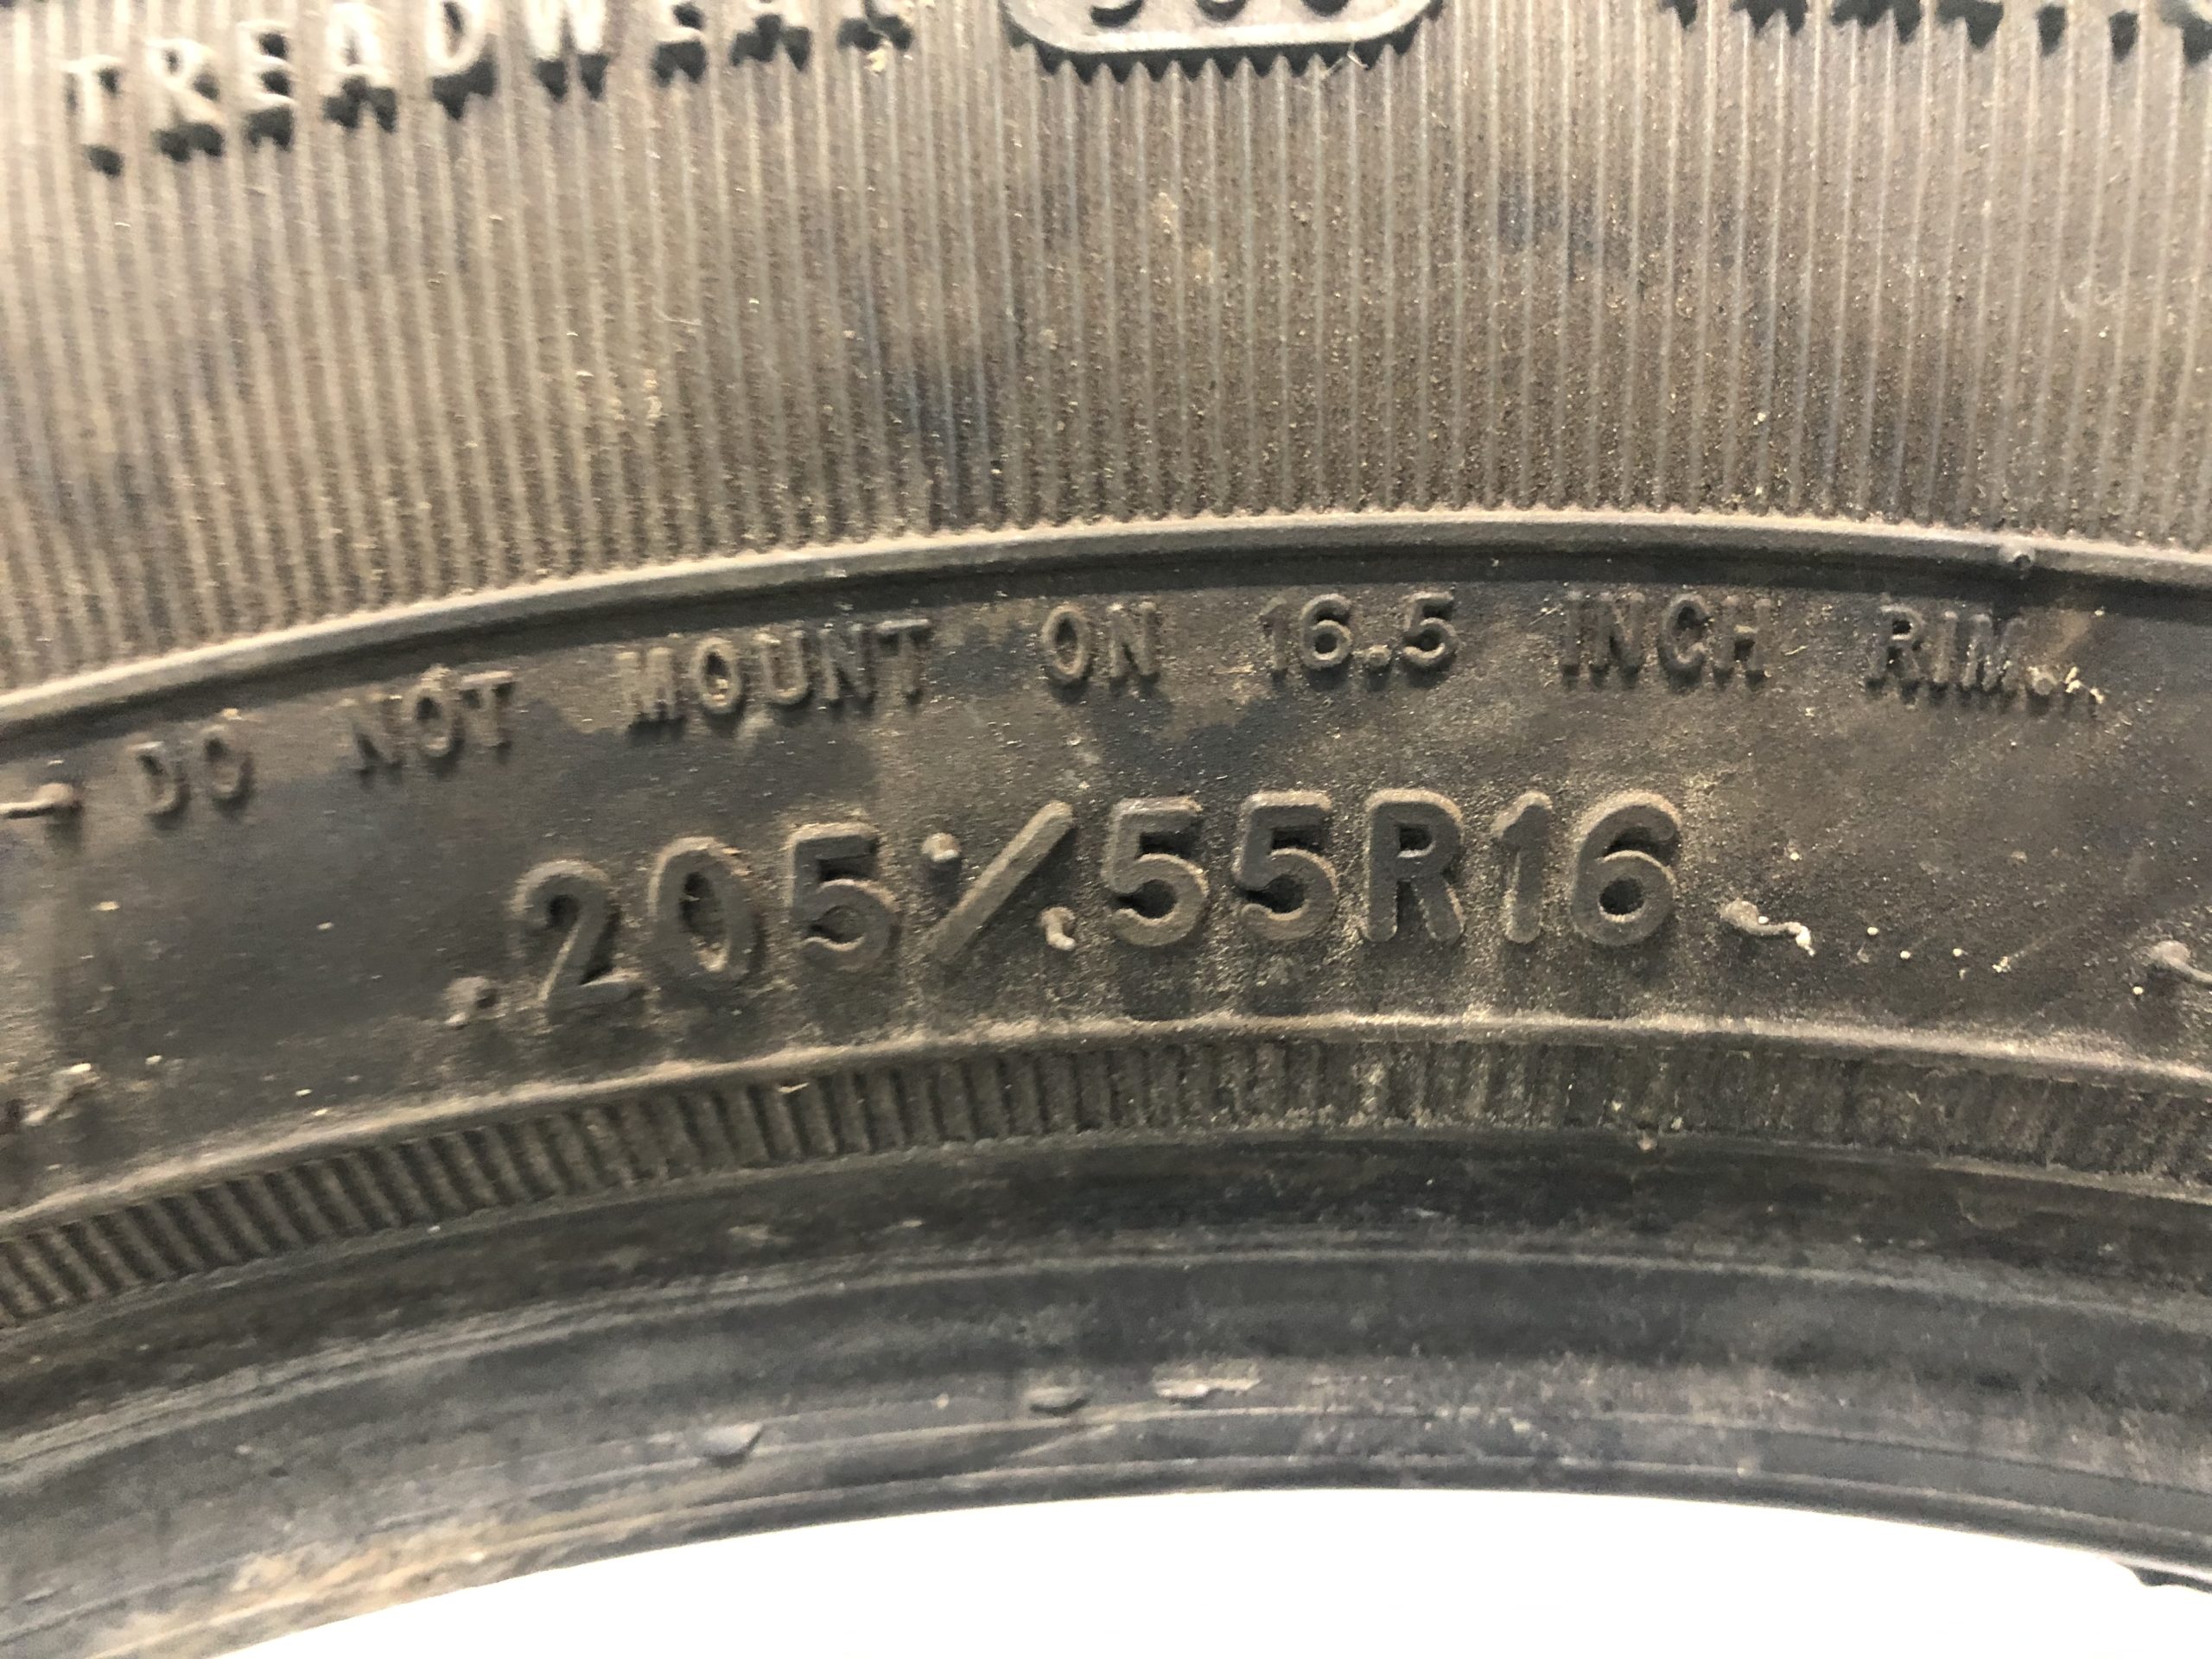 TREADWEAR
DO NOT MOUNT ON 16.5 INCH RIM.
205/55R16